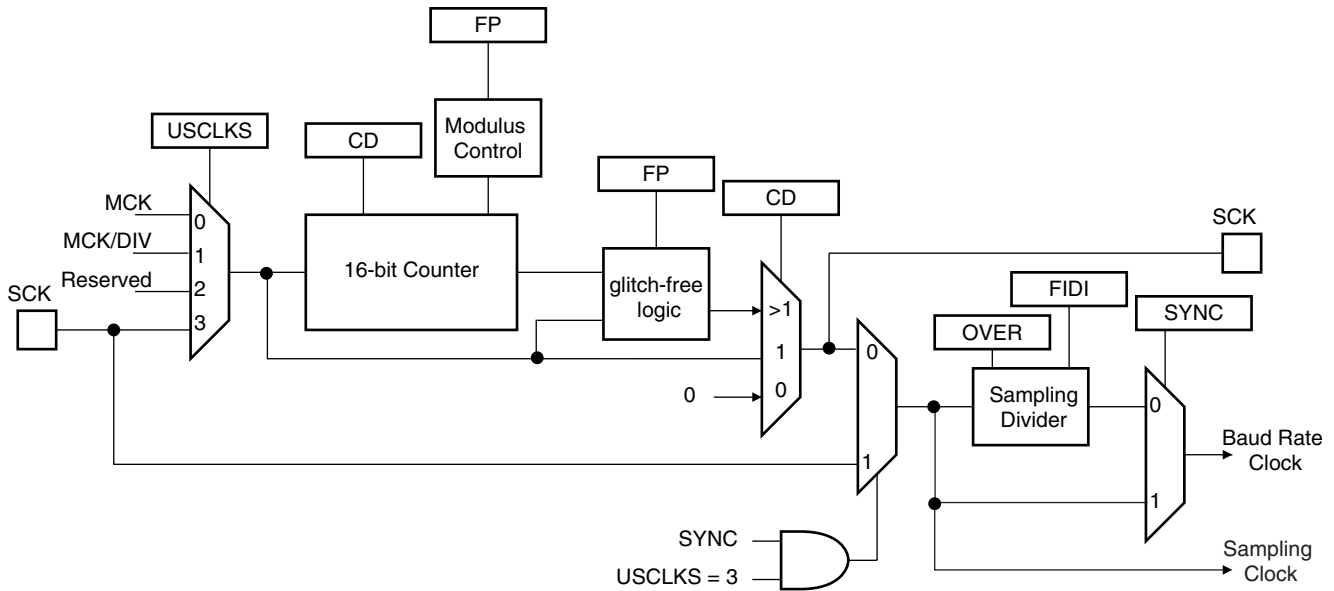 FP
Modulus
Control
USCLKS
CD
FP
CD
MCK
0
MCK/DIV
1
Reserved
2
SCK
3
16-bit Counter
glitch-free
logic
>1
1
0
0
SCK
FIDI
OVER
SYNC
0
1
Sampling
Divider
0
1
Baud Rate
Clock
SYNC
USCLKS = 3
Sampling
Clock